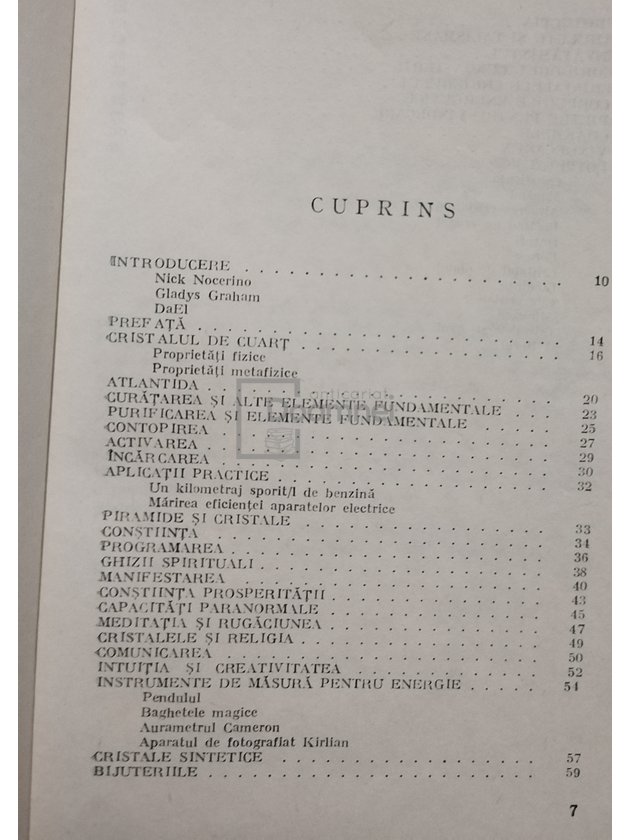 CUPRINS
INTRODUCERE . . . . . . . . . . 10
Nick Nocerino
Gladys Graham
DaEl
PREFAȚĂ . . . . . . . . . . 14
CRISTALUL DE CUARȚ . . . . . . . . . . 16
Proprietăți fizice
Proprietăți metafizice
ATLANTIDA . . . . . . . . . . 20
CURĂȚAREA ȘI ALTE ELEMENTE FUNDAMENTALE . . . 23
PURIFICAREA ȘI ELEMENTE FUNDAMENTALE . . . . 25
CONTOPIREA . . . . . . . . . . 27
ACTIVAREA . . . . . . . . . . 29
ÎNCĂRCAREA . . . . . . . . . . 30
APLICAȚII PRACTICE . . . . . . . . . . 32
Un kilometraj sporit/l de benzină
Mărirea eficienței aparatelor electrice
PIRAMIDE ȘI CRISTALE . . . . . . . . . . 33
CONȘTIINȚA . . . . . . . . . . 34
PROGRAMAREA . . . . . . . . . . 36
GHIZII SPIRITUALI . . . . . . . . . . 38
MANIFESTAREA . . . . . . . . . . 40
CONȘTIINȚA PROSPERITĂȚII . . . . . . . . . . 43
CAPACITĂȚI PARANORMALE . . . . . . . . . . 45
MEDITAȚIA ȘI RUGĂCIUNEA . . . . . . . . . . 47
CRISTALELE ȘI RELIGIA . . . . . . . . . . 49
COMUNICAREA . . . . . . . . . . 50
INTUIȚIA ȘI CREATIVITATEA . . . . . . . . . . 52
INSTRUMENTE DE MĂSURĂ PENTRU ENERGIE . . . . . 54
Pendulul
Baghetele magice
Aurametrul Cameron
Aparatul de fotografiat Kirlian
CRISTALE SINTETICE . . . . . . . . . . 57
BIJUTERIILE . . . . . . . . . . 59
7